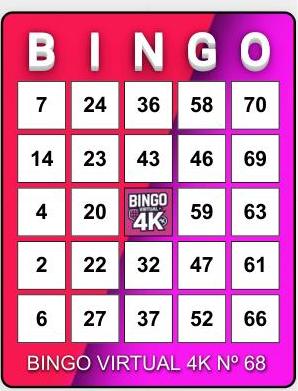 B I N G O
7 24 36 58 70
14 23 43 46 69
4 20 BINGO VIRTUAL 4K 59 63
2 22 32 47 61
6 27 37 52 66
BINGO VIRTUAL 4K Nº 68